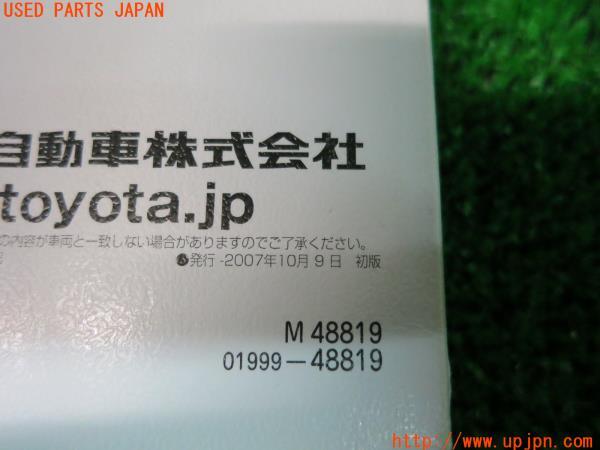 USED PARTS JAPAN
自動車株式会社
toyota.jp
の内容が車両と一致しない場合がありますのでご了承ください。
発行-2007年10月9日 初版
M 48819
01999-48819
http://www.upjpn.com/